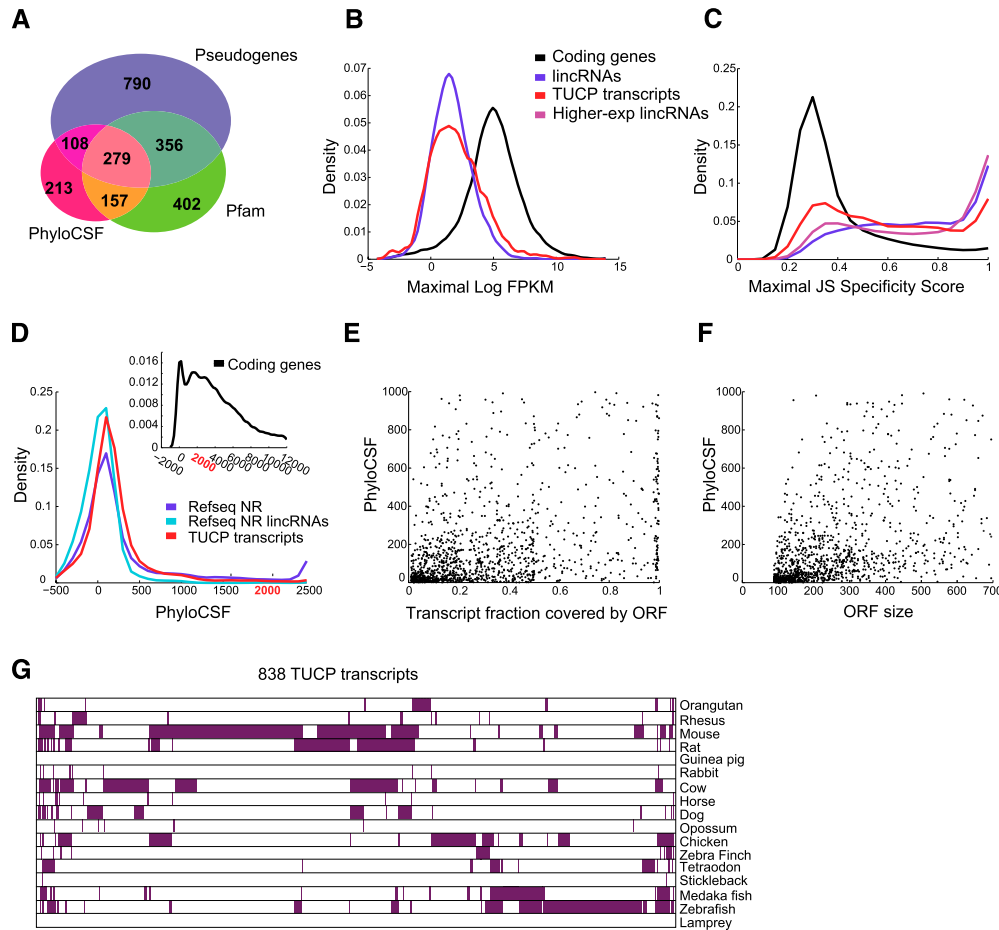 A
Pseudogenes
790
108
279
356
213
157
402
PhyloCSF
Pfam
B
Coding genes
lincRNAs
TUCP transcripts
Higher-exp lincRNAs
Density
0.07
0.06
0.05
0.04
0.03
0.02
0.01
0
−5
0
5
10
15
Maximal Log FPKM
C
Density
0.25
0.2
0.15
0.1
0.05
0
0
0.2
0.4
0.6
0.8
1
Maximal JS Specificity Score
D
Coding genes
0.016
0.012
0.008
0.004
0
−2000
0
2000
4000
6000
8000
10000
12000
Density
0.25
0.2
0.15
0.1
0.05
0
Refseq NR
Refseq NR lincRNAs
TUCP transcripts
−500
0
500
1000
1500
2000
2500
PhyloCSF
E
PhyloCSF
1000
800
600
400
200
0
0
0.2
0.4
0.6
0.8
1
Transcript fraction covered by ORF
F
PhyloCSF
1000
800
600
400
200
0
0
100
200
300
400
500
600
700
ORF size
G
838 TUCP transcripts
Orangutan
Rhesus
Mouse
Rat
Guinea pig
Rabbit
Cow
Horse
Dog
Opossum
Chicken
Zebra Finch
Tetraodon
Stickleback
Medaka fish
Zebrafish
Lamprey